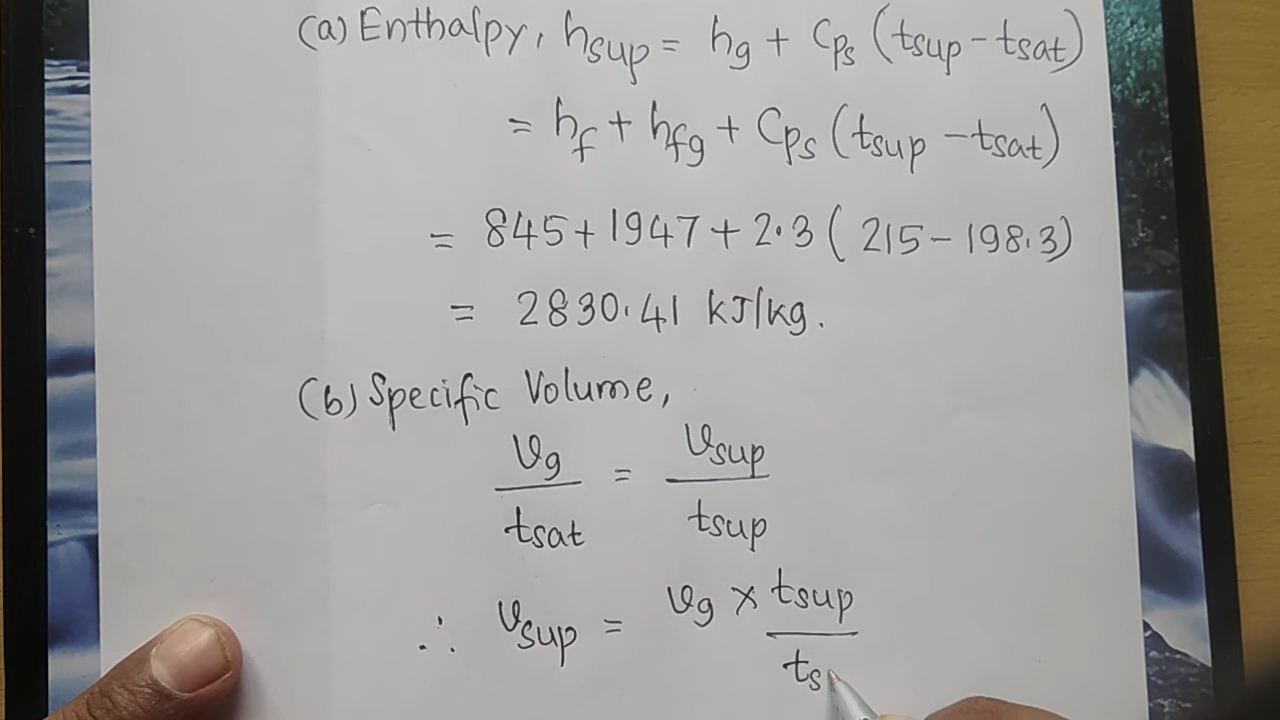 (a) Enthalpy, hsup = hg + Cps (tsup - tsat)
= hf + hfg + Cps (tsup - tsat)
= 845 + 1947 + 2.3 (215 - 198.3)
= 2830.41 kJ/kg.
(b) Specific Volume,
vg / tsat = vsup / tsup
∴ vsup = vg × tsup / ts